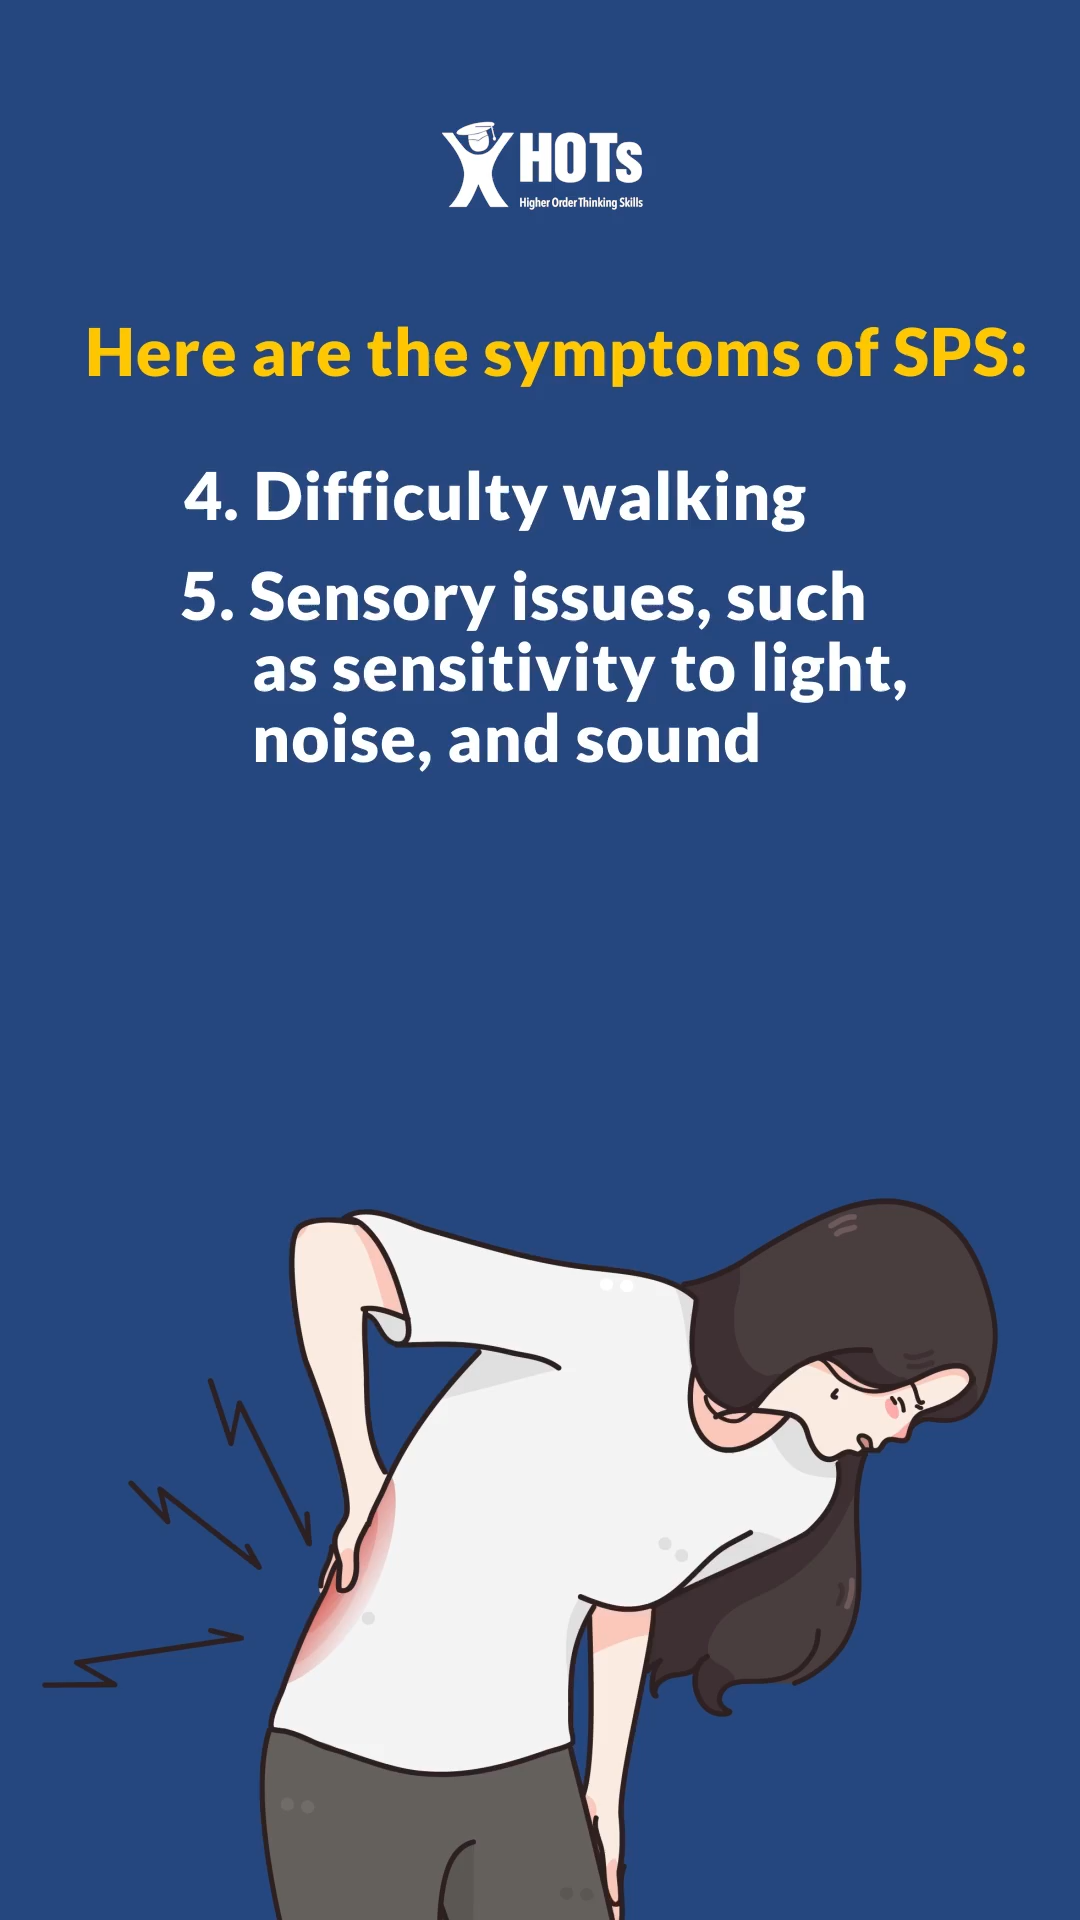 HOTs
Higher Order Thinking Skills
Here are the symptoms of SPS:
4. Difficulty walking
5. Sensory issues, such
as sensitivity to light,
noise, and sound